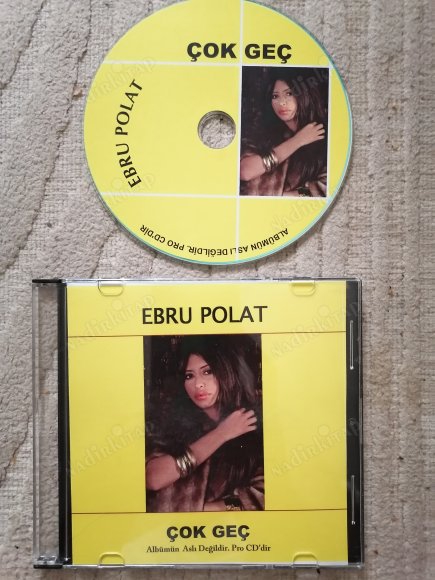 ÇOK GEÇ
EBRU POLAT
ALBÜMÜN ASLI DEĞİLDİR. PRO CD'DİR
EBRU POLAT
ÇOK GEÇ
Albümün Aslı Değildir. Pro CD'dir
nadirkitap